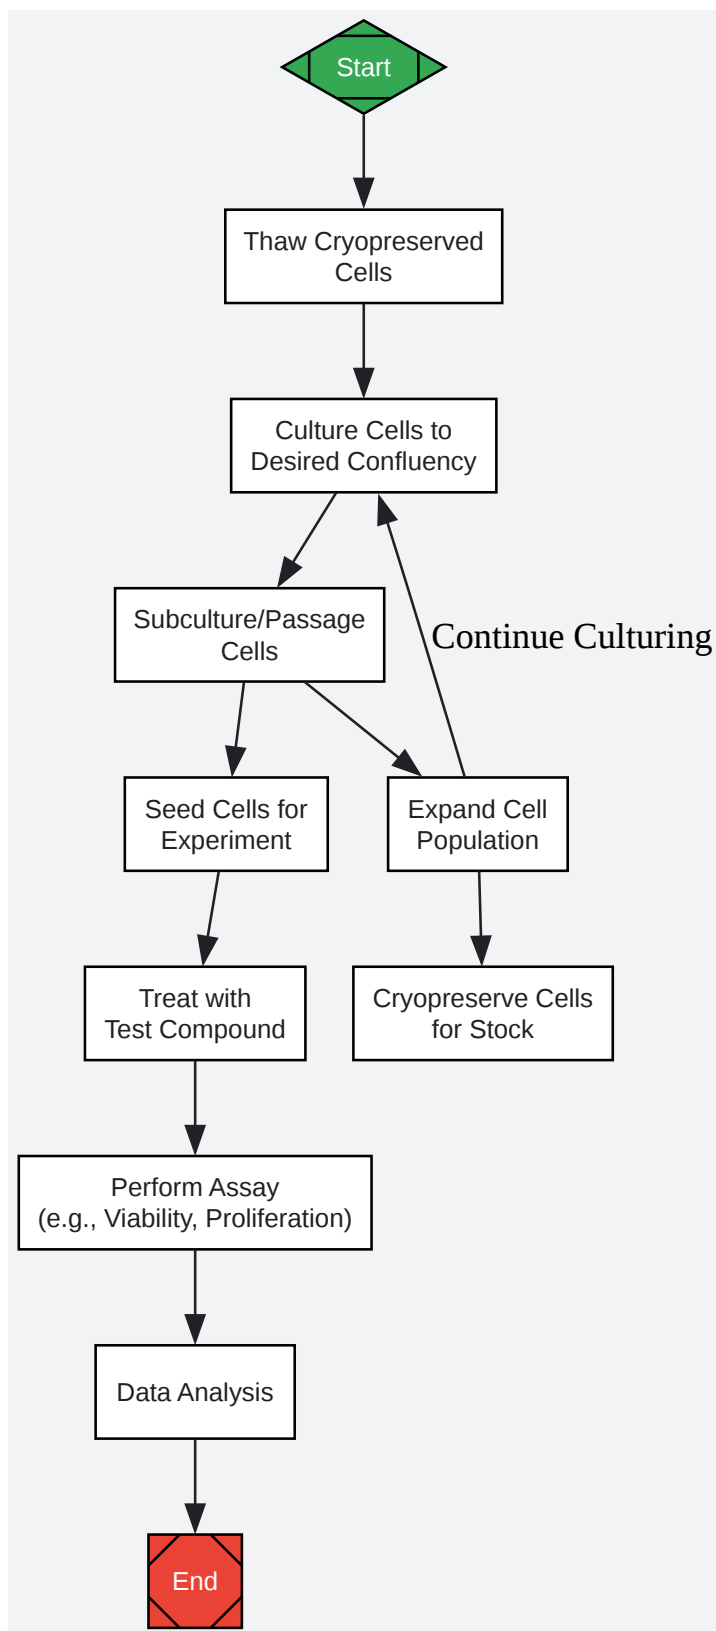 Start
Thaw Cryopreserved
Cells
Culture Cells to
Desired Confluency
Subculture/Passage
Cells
Continue Culturing
Seed Cells for
Experiment
Expand Cell
Population
Treat with
Test Compound
Cryopreserve Cells
for Stock
Perform Assay
(e.g., Viability, Proliferation)
Data Analysis
End